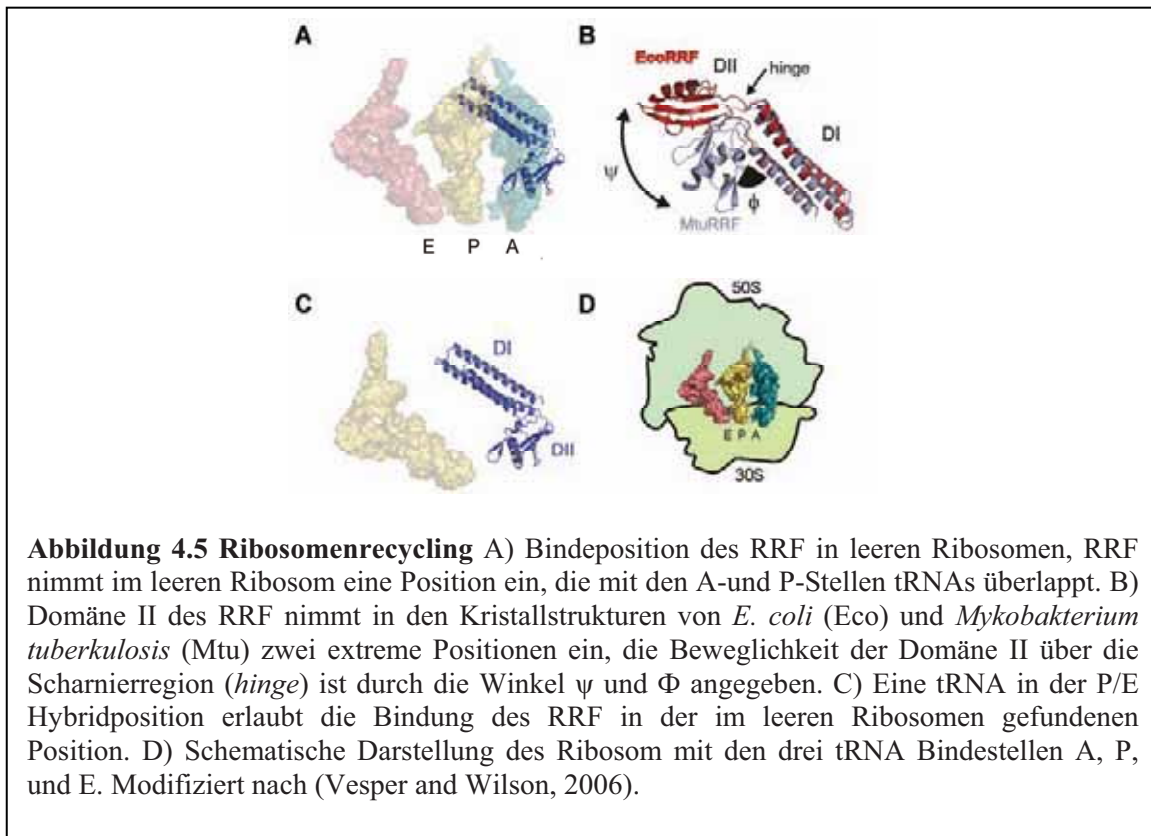 A
B
EcoRRF
DII
hinge
DI
ψ
ϕ
MtuRRF
E P A
C
D
50S
DI
DII
E P A
30S
Abbildung 4.5 Ribosomenrecycling A) Bindeposition des RRF in leeren Ribosomen, RRF
nimmt im leeren Ribosom eine Position ein, die mit den A-und P-Stellen tRNAs überlappt. B)
Domäne II des RRF nimmt in den Kristallstrukturen von E. coli (Eco) und Mykobakterium
tuberkulosis (Mtu) zwei extreme Positionen ein, die Beweglichkeit der Domäne II über die
Scharnierregion (hinge) ist durch die Winkel ψ und Φ angegeben. C) Eine tRNA in der P/E
Hybridposition erlaubt die Bindung des RRF in der im leeren Ribosomen gefundenen
Position. D) Schematische Darstellung des Ribosom mit den drei tRNA Bindestellen A, P,
und E. Modifiziert nach (Vesper and Wilson, 2006).